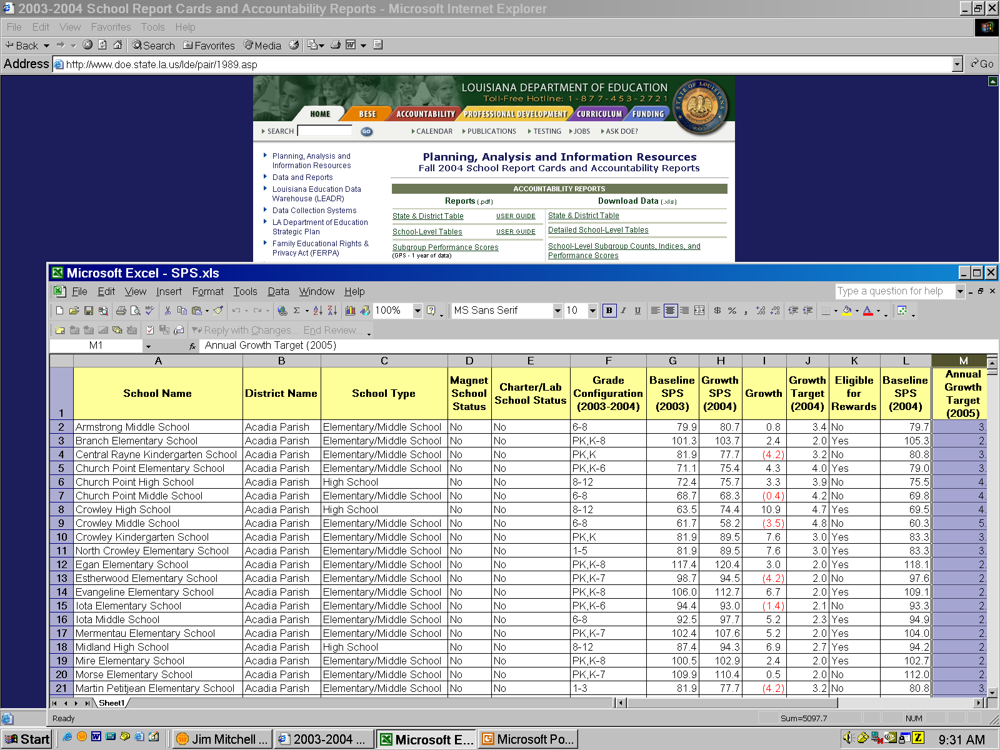 2003-2004 School Report Cards and Accountability Reports - Microsoft Internet Explorer
File Edit View Favorites Tools Help
Back Search Favorites Media
Address http://www.doe.state.la.us/lde/pair/1989.asp Go
LOUISIANA DEPARTMENT OF EDUCATION
Toll-Free Hotline: 1-877-453-2721
STATE OF LOUISIANA
HOME BESE ACCOUNTABILITY PROFESSIONAL DEVELOPMENT CURRICULUM FUNDING
SEARCH GO CALENDAR PUBLICATIONS TESTING JOBS ASK DOE?
Planning, Analysis and
Information Resources
Data and Reports
Louisiana Education Data
Warehouse (LEADR)
Data Collection Systems
LA Department of Education
Strategic Plan
Family Educational Rights &
Privacy Act (FERPA)
Planning, Analysis and Information Resources
Fall 2004 School Report Cards and Accountability Reports
ACCOUNTABILITY REPORTS
Reports (.pdf) Download Data (.xls)
State & District Table USER GUIDE State & District Table
School-Level Tables USER GUIDE Detailed School-Level Tables
Subgroup Performance Scores
(GPS - 1 year of data)
School-Level Subgroup Counts, Indices, and
Performance Scores
Microsoft Excel - SPS.xls
File Edit View Insert Format Tools Data Window Help Type a question for help
100% MS Sans Serif 10 B I U $ % ,
Reply with Changes... End Review...
M1 fx Annual Growth Target (2005)
A B C D E F G H I J K L M
1 School Name District Name School Type Magnet School Status Charter/Lab School Status Grade Configuration (2003-2004) Baseline SPS (2003) Growth SPS (2004) Growth Growth Target (2004) Eligible for Rewards Baseline SPS (2004) Annual Growth Target (2005)
2 Armstrong Middle School Acadia Parish Elementary/Middle School No No 6-8 79.9 80.7 0.8 3.4 No 79.7 3.
3 Branch Elementary School Acadia Parish Elementary/Middle School No No PK,K-8 101.3 103.7 2.4 2.0 Yes 105.3 2.
4 Central Rayne Kindergarten School Acadia Parish Elementary/Middle School No No PK,K 81.9 77.7 (4.2) 3.2 No 80.8 3.
5 Church Point Elementary School Acadia Parish Elementary/Middle School No No PK,K-6 71.1 75.4 4.3 4.0 Yes 79.0 3.
6 Church Point High School Acadia Parish High School No No 8-12 72.4 75.7 3.3 3.9 No 75.5 4.
7 Church Point Middle School Acadia Parish Elementary/Middle School No No 6-8 68.7 68.3 (0.4) 4.2 No 69.8 4.
8 Crowley High School Acadia Parish High School No No 8-12 63.5 74.4 10.9 4.7 Yes 69.5 4.
9 Crowley Middle School Acadia Parish Elementary/Middle School No No 6-8 61.7 58.2 (3.5) 4.8 No 60.3 5.
10 Crowley Kindergarten School Acadia Parish Elementary/Middle School No No PK,K 81.9 89.5 7.6 3.0 Yes 83.3 3.
11 North Crowley Elementary School Acadia Parish Elementary/Middle School No No 1-5 81.9 89.5 7.6 3.0 Yes 83.3 3.
12 Egan Elementary School Acadia Parish Elementary/Middle School No No PK,K-8 117.4 120.4 3.0 2.0 Yes 118.1 2.
13 Estherwood Elementary School Acadia Parish Elementary/Middle School No No PK,K-7 98.7 94.5 (4.2) 2.0 No 97.6 2.
14 Evangeline Elementary School Acadia Parish Elementary/Middle School No No PK,K-8 106.0 112.7 6.7 2.0 Yes 109.1 2.
15 Iota Elementary School Acadia Parish Elementary/Middle School No No PK,K-6 94.4 93.0 (1.4) 2.1 No 93.3 2.
16 Iota Middle School Acadia Parish Elementary/Middle School No No 6-8 92.5 97.7 5.2 2.3 Yes 94.9 2.
17 Mermentau Elementary School Acadia Parish Elementary/Middle School No No PK,K-7 102.4 107.6 5.2 2.0 Yes 104.0 2.
18 Midland High School Acadia Parish High School No No 8-12 87.4 94.3 6.9 2.7 Yes 94.2 2.
19 Mire Elementary School Acadia Parish Elementary/Middle School No No PK,K-8 100.5 102.9 2.4 2.0 Yes 102.7 2.
20 Morse Elementary School Acadia Parish Elementary/Middle School No No PK,K-7 109.9 110.4 0.5 2.0 No 112.0 2.
21 Martin Petitjean Elementary School Acadia Parish Elementary/Middle School No No 1-3 81.9 77.7 (4.2) 3.2 No 80.8 3.
Sheet1
Ready Sum=5097.7 NUM
Start Jim Mitchell ... 2003-2004 ... Microsoft E... Microsoft Po... 9:31 AM